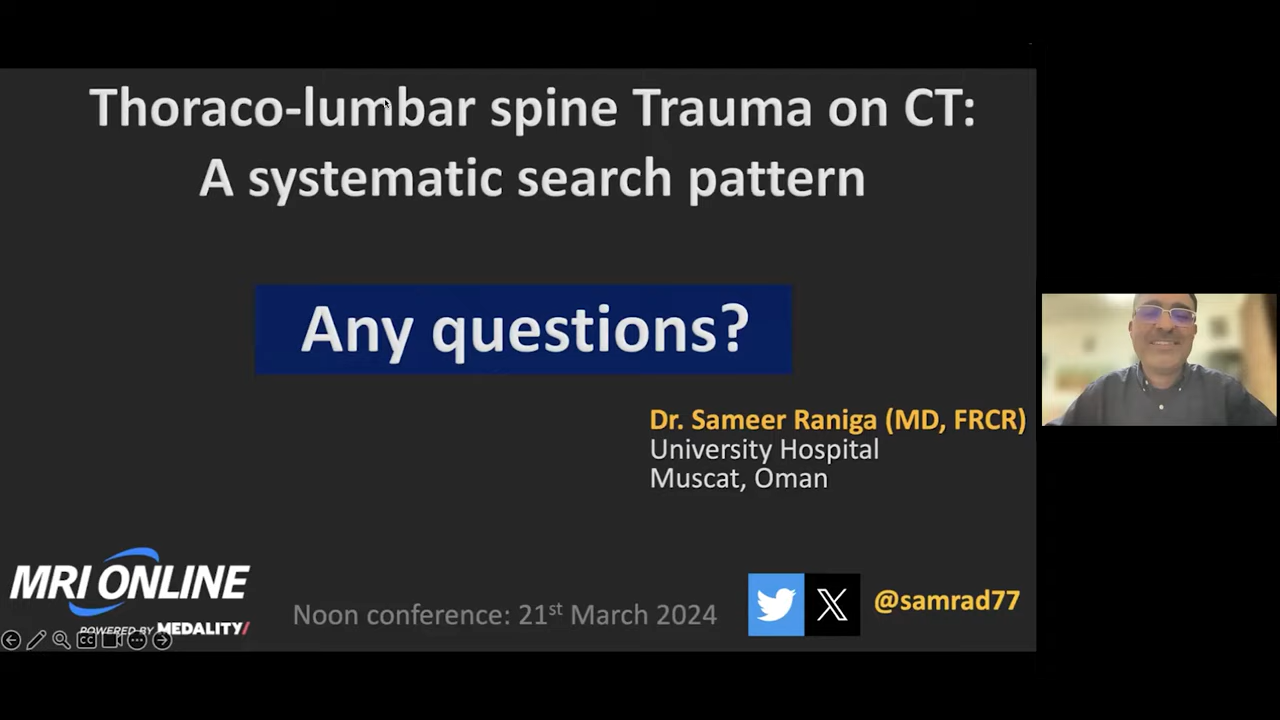 Thoraco-lumbar spine Trauma on CT:
A systematic search pattern
Any questions?
Dr. Sameer Raniga (MD, FRCR)
University Hospital
Muscat, Oman
MRI ONLINE
POWERED BY MEDALITY/
Noon conference: 21st March 2024
@samrad77
CC